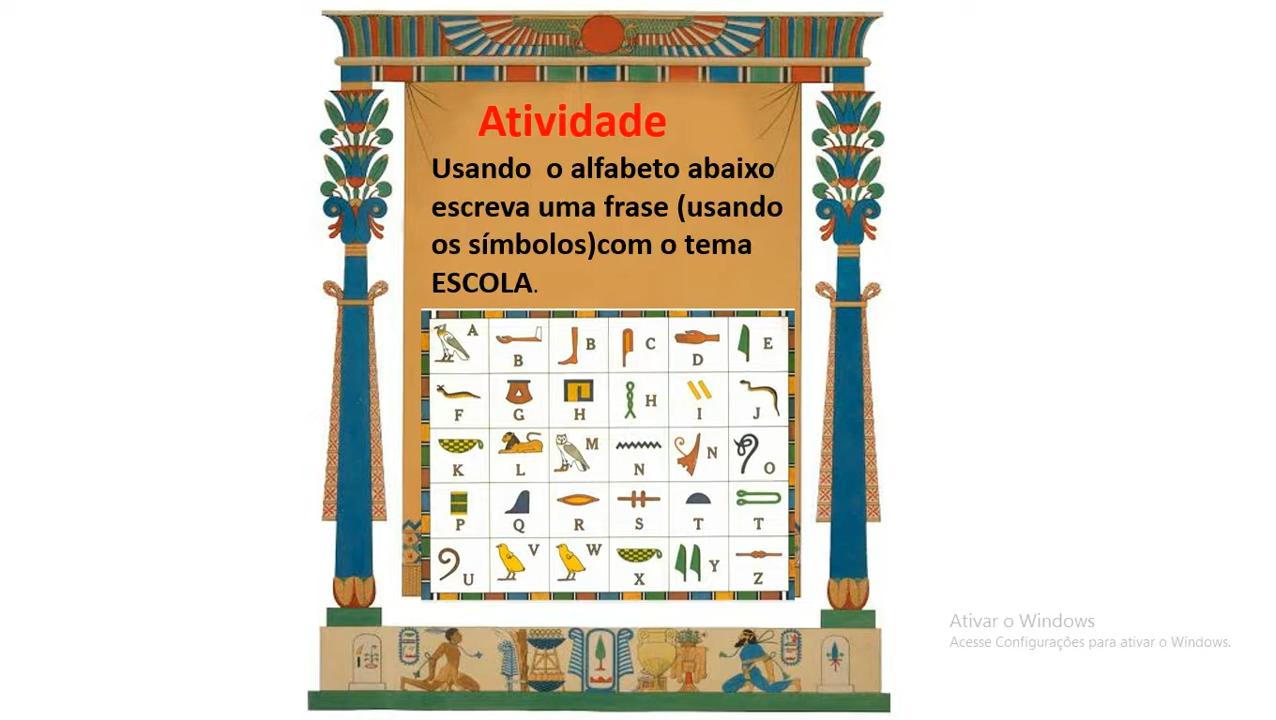 Atividade
Usando o alfabeto abaixo
escreva uma frase (usando
os símbolos)com o tema
ESCOLA.
A B B C D E
F G H H I J
K L M N N O
P Q R S T T
U V W X Y Z
Ativar o Windows
Acesse Configurações para ativar o Windows.